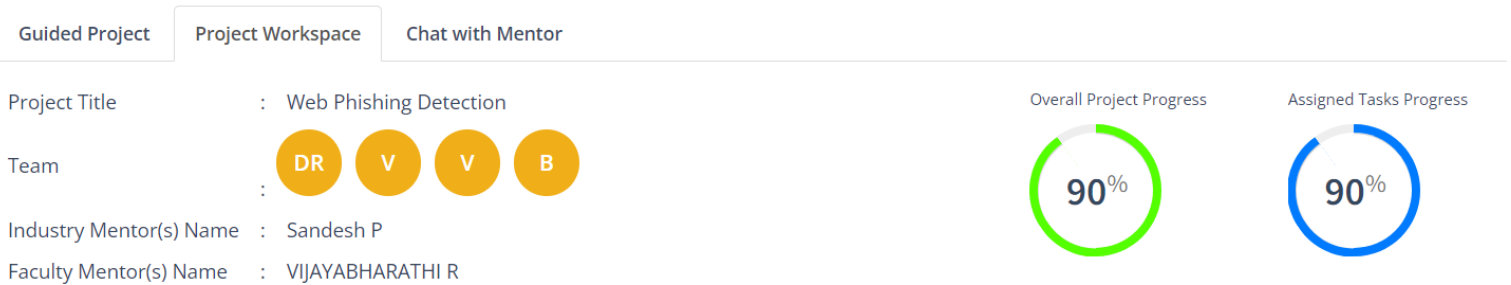 Guided Project Project Workspace Chat with Mentor
Project Title : Web Phishing Detection
Overall Project Progress Assigned Tasks Progress
Team : DR V V B
90% 90%
Industry Mentor(s) Name : Sandesh P
Faculty Mentor(s) Name : VIJAYABHARATHI R